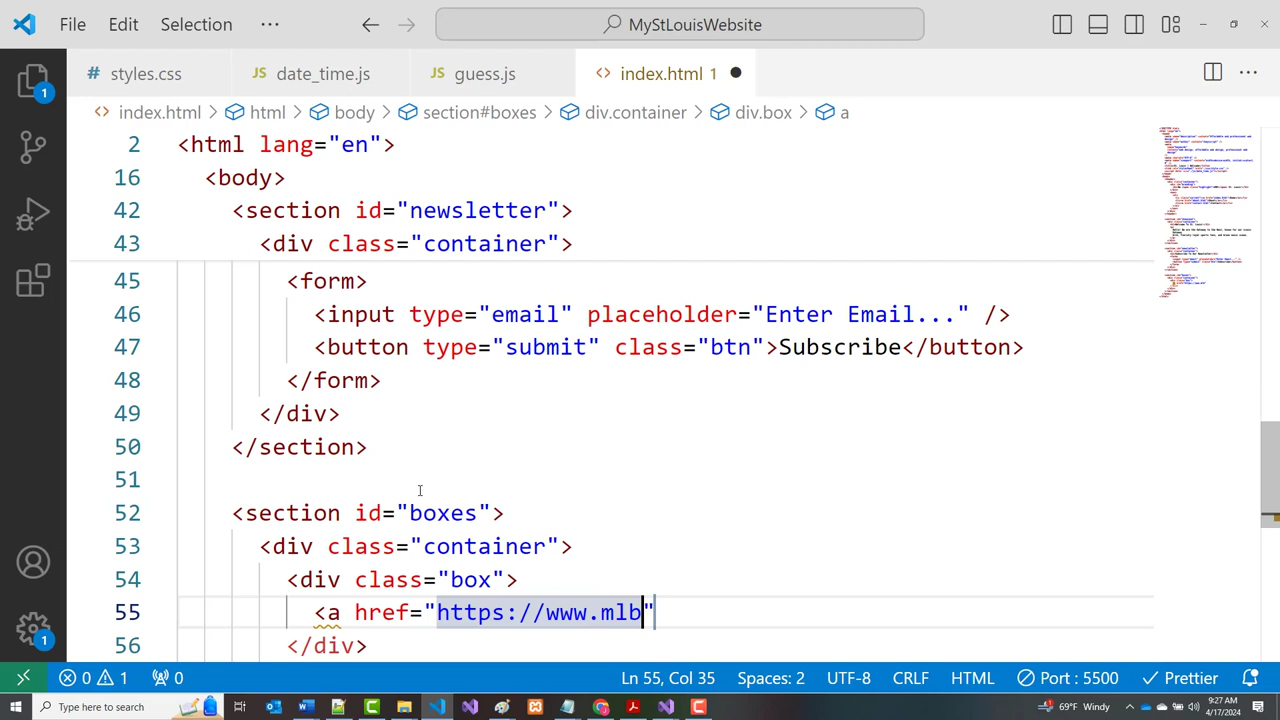 File Edit Selection ··· MyStLouisWebsite
# styles.css JS date_time.js JS guess.js <> index.html 1
<> index.html > html > body > section#boxes > div.container > div.box > a
2 <html lang="en">
16 <body>
42 <section id="newsletter">
43 <div class="container">
45 <form>
46 <input type="email" placeholder="Enter Email..." />
47 <button type="submit" class="btn">Subscribe</button>
48 </form>
49 </div>
50 </section>
51
52 <section id="boxes">
53 <div class="container">
54 <div class="box">
55 <a href="https://www.mlb"
56 </div>
1
1
0 1 0 Ln 55, Col 35 Spaces: 2 UTF-8 CRLF HTML Port : 5500 Prettier
Type here to search 69°F Windy 9:27 AM
4/17/2024